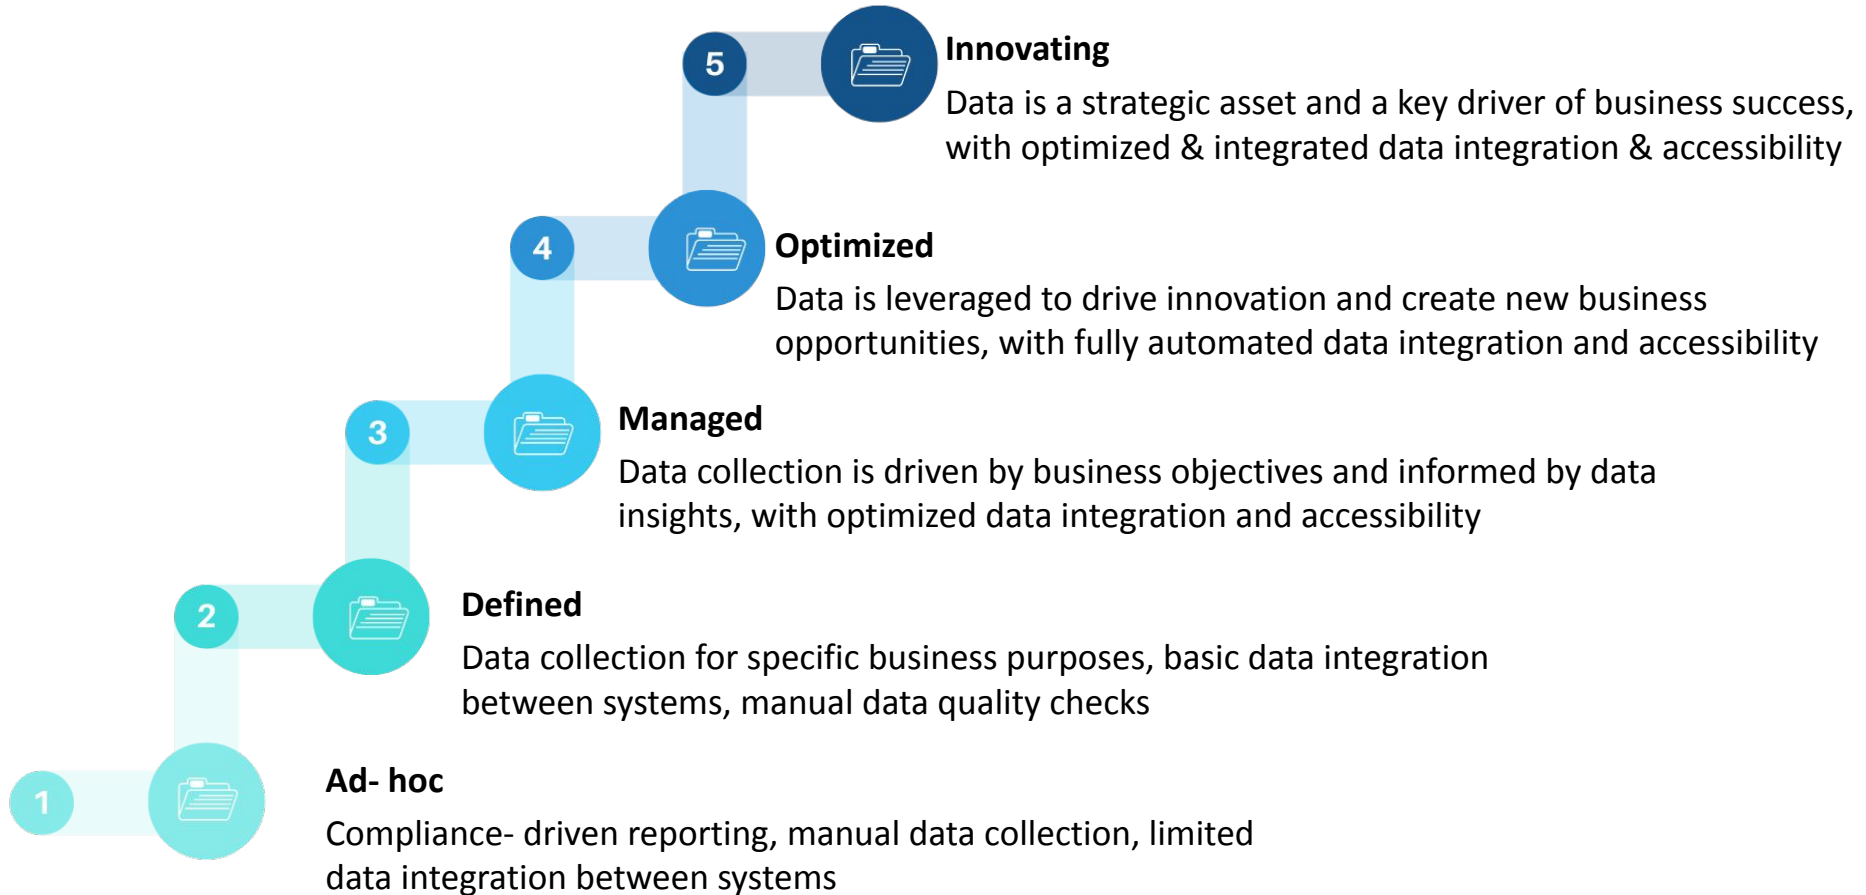 5
Innovating
Data is a strategic asset and a key driver of business success,
with optimized & integrated data integration & accessibility
4
Optimized
Data is leveraged to drive innovation and create new business
opportunities, with fully automated data integration and accessibility
3
Managed
Data collection is driven by business objectives and informed by data
insights, with optimized data integration and accessibility
2
Defined
Data collection for specific business purposes, basic data integration
between systems, manual data quality checks
1
Ad- hoc
Compliance- driven reporting, manual data collection, limited
data integration between systems